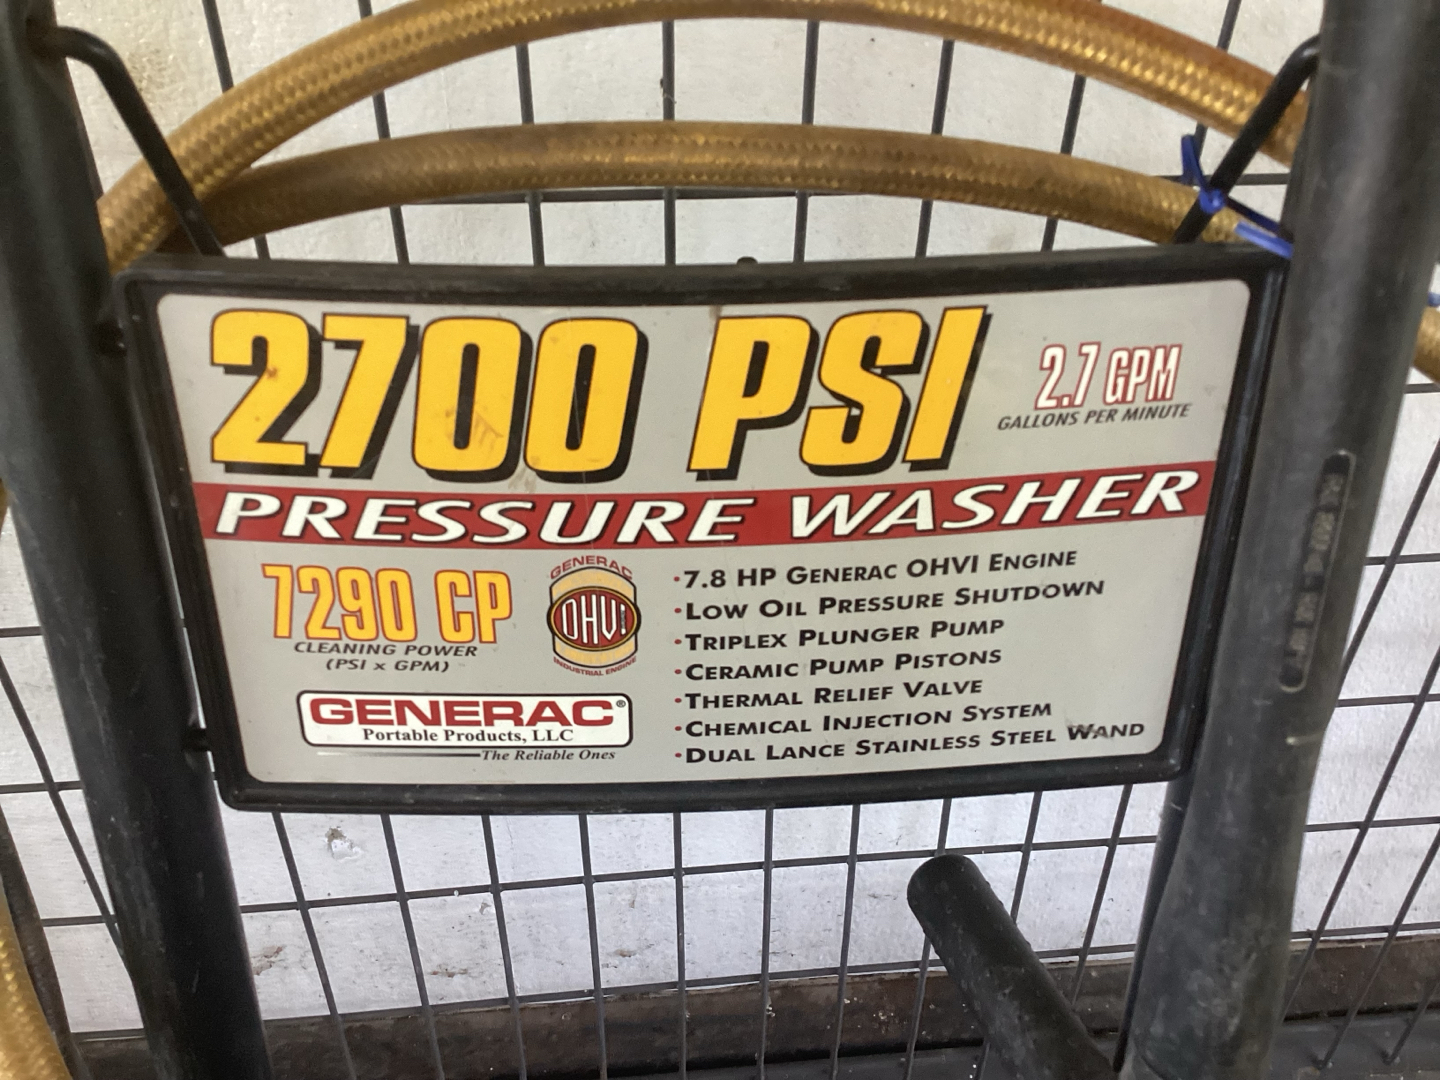 2700 PSI
2.7 GPM
GALLONS PER MINUTE
PRESSURE WASHER
7290 CP
CLEANING POWER
(PSI x GPM)
GENERAC
OHVI
INDUSTRIAL ENGINE
GENERAC®
Portable Products, LLC
The Reliable Ones
•7.8 HP GENERAC OHVI ENGINE
•LOW OIL PRESSURE SHUTDOWN
•TRIPLEX PLUNGER PUMP
•CERAMIC PUMP PISTONS
•THERMAL RELIEF VALVE
•CHEMICAL INJECTION SYSTEM
•DUAL LANCE STAINLESS STEEL WAND